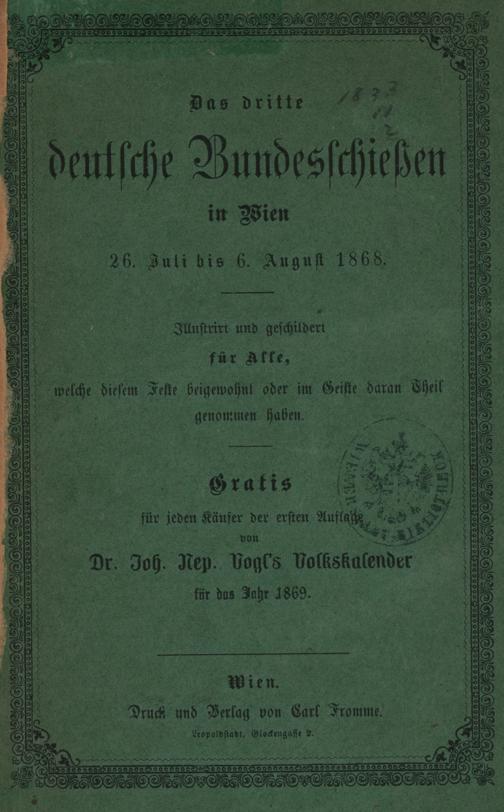 Das dritte
deutsche Bundesschießen
in Wien
26. Juli bis 6. August 1868.
Illustrirt und geschildert
für Alle,
welche diesem Feste beigewohnt oder im Geiste daran Theil
genommen haben.
Gratis
für jeden Käufer der ersten Auflage
von
Dr. Joh. Nep. Vogl's Volkskalender
für das Jahr 1869.
Wien.
Druck und Verlag von Carl Fromme.
Leopoldstadt, Glockengasse 2.